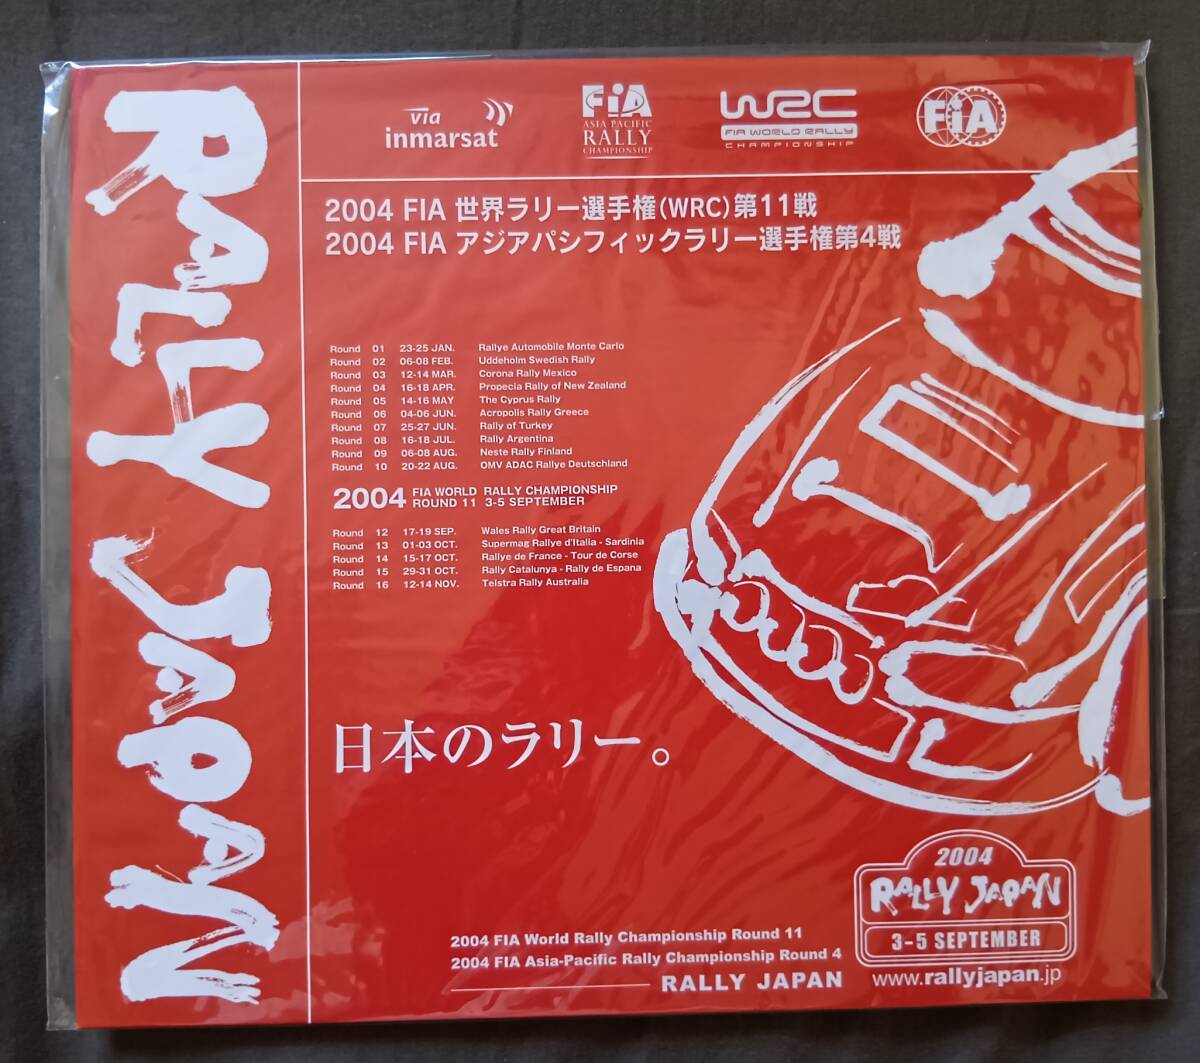 RALLY JAPAN
via
inmarsat
FiA
ASIA PACIFIC
RALLY
CHAMPIONSHIP
WRC
FIA WORLD RALLY
CHAMPIONSHIP
FiA
2004 FIA 世界ラリー選手権(WRC)第11戦
2004 FIA アジアパシフィックラリー選手権第4戦
Round 01 23-25 JAN. Rallye Automobile Monte Carlo
Round 02 06-08 FEB. Uddeholm Swedish Rally
Round 03 12-14 MAR. Corona Rally Mexico
Round 04 16-18 APR. Propecia Rally of New Zealand
Round 05 14-16 MAY The Cyprus Rally
Round 06 04-06 JUN. Acropolis Rally Greece
Round 07 25-27 JUN. Rally of Turkey
Round 08 16-18 JUL. Rally Argentina
Round 09 06-08 AUG. Neste Rally Finland
Round 10 20-22 AUG. OMV ADAC Rallye Deutschland
2004 FIA WORLD RALLY CHAMPIONSHIP
ROUND 11 3-5 SEPTEMBER
Round 12 17-19 SEP. Wales Rally Great Britain
Round 13 01-03 OCT. Supermag Rallye d'Italia - Sardinia
Round 14 15-17 OCT. Rallye de France - Tour de Corse
Round 15 29-31 OCT. Rally Catalunya - Rally de Espana
Round 16 12-14 NOV. Telstra Rally Australia
日本のラリー。
2004 FIA World Rally Championship Round 11
2004 FIA Asia-Pacific Rally Championship Round 4
RALLY JAPAN
2004
RALLY JAPAN
3-5 SEPTEMBER
www.rallyjapan.jp